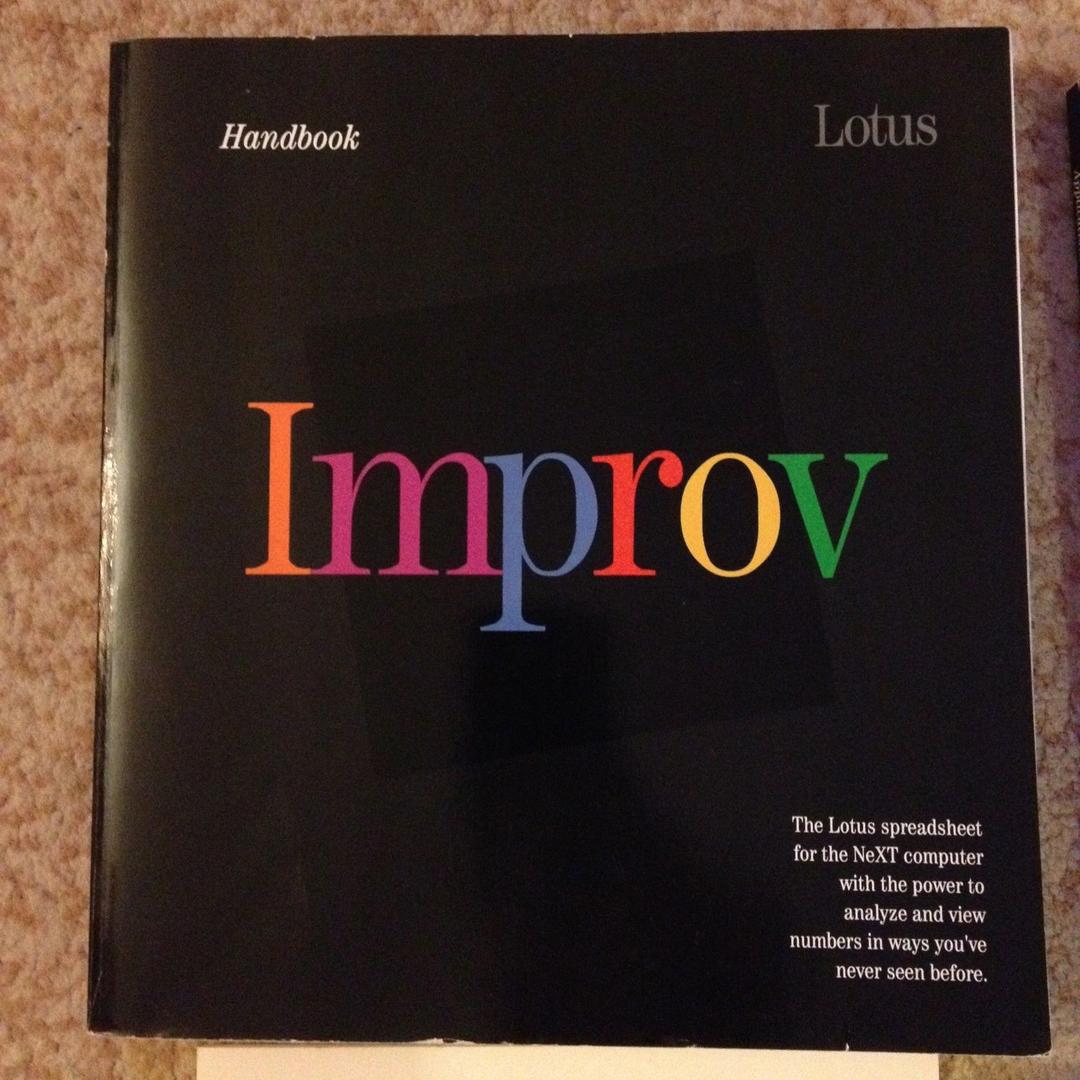 Handbook
Lotus
Improv
The Lotus spreadsheet
for the NeXT computer
with the power to
analyze and view
numbers in ways you've
never seen before.